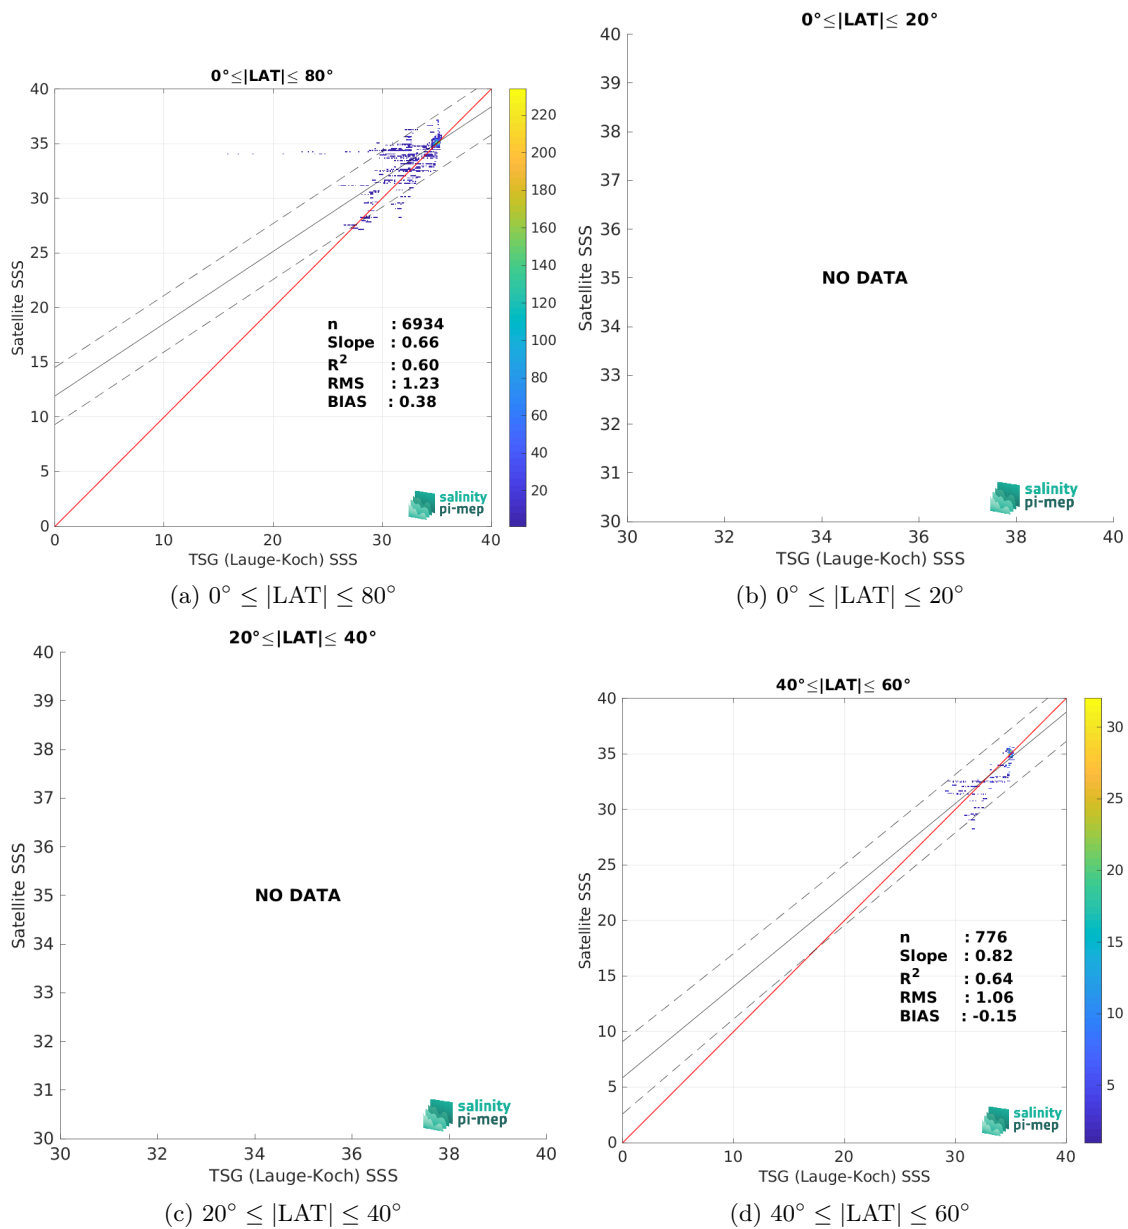 0°≤|LAT|≤ 80°
40
35
30
25
20
15
10
5
0
Satellite SSS
n : 6934
Slope : 0.66
R² : 0.60
RMS : 1.23
BIAS : 0.38
salinity
pi-mep
0 10 20 30 40
TSG (Lauge-Koch) SSS
220
200
180
160
140
120
100
80
60
40
20
(a) 0° ≤ |LAT| ≤ 80°
0°≤|LAT|≤ 20°
40
39
38
37
36
35
34
33
32
31
30
Satellite SSS
NO DATA
salinity
pi-mep
30 32 34 36 38 40
TSG (Lauge-Koch) SSS
(b) 0° ≤ |LAT| ≤ 20°
20°≤|LAT|≤ 40°
40
39
38
37
36
35
34
33
32
31
30
Satellite SSS
NO DATA
salinity
pi-mep
30 32 34 36 38 40
TSG (Lauge-Koch) SSS
(c) 20° ≤ |LAT| ≤ 40°
40°≤|LAT|≤ 60°
40
35
30
25
20
15
10
5
0
Satellite SSS
n : 776
Slope : 0.82
R² : 0.64
RMS : 1.06
BIAS : -0.15
salinity
pi-mep
0 10 20 30 40
TSG (Lauge-Koch) SSS
30
25
20
15
10
5
(d) 40° ≤ |LAT| ≤ 60°